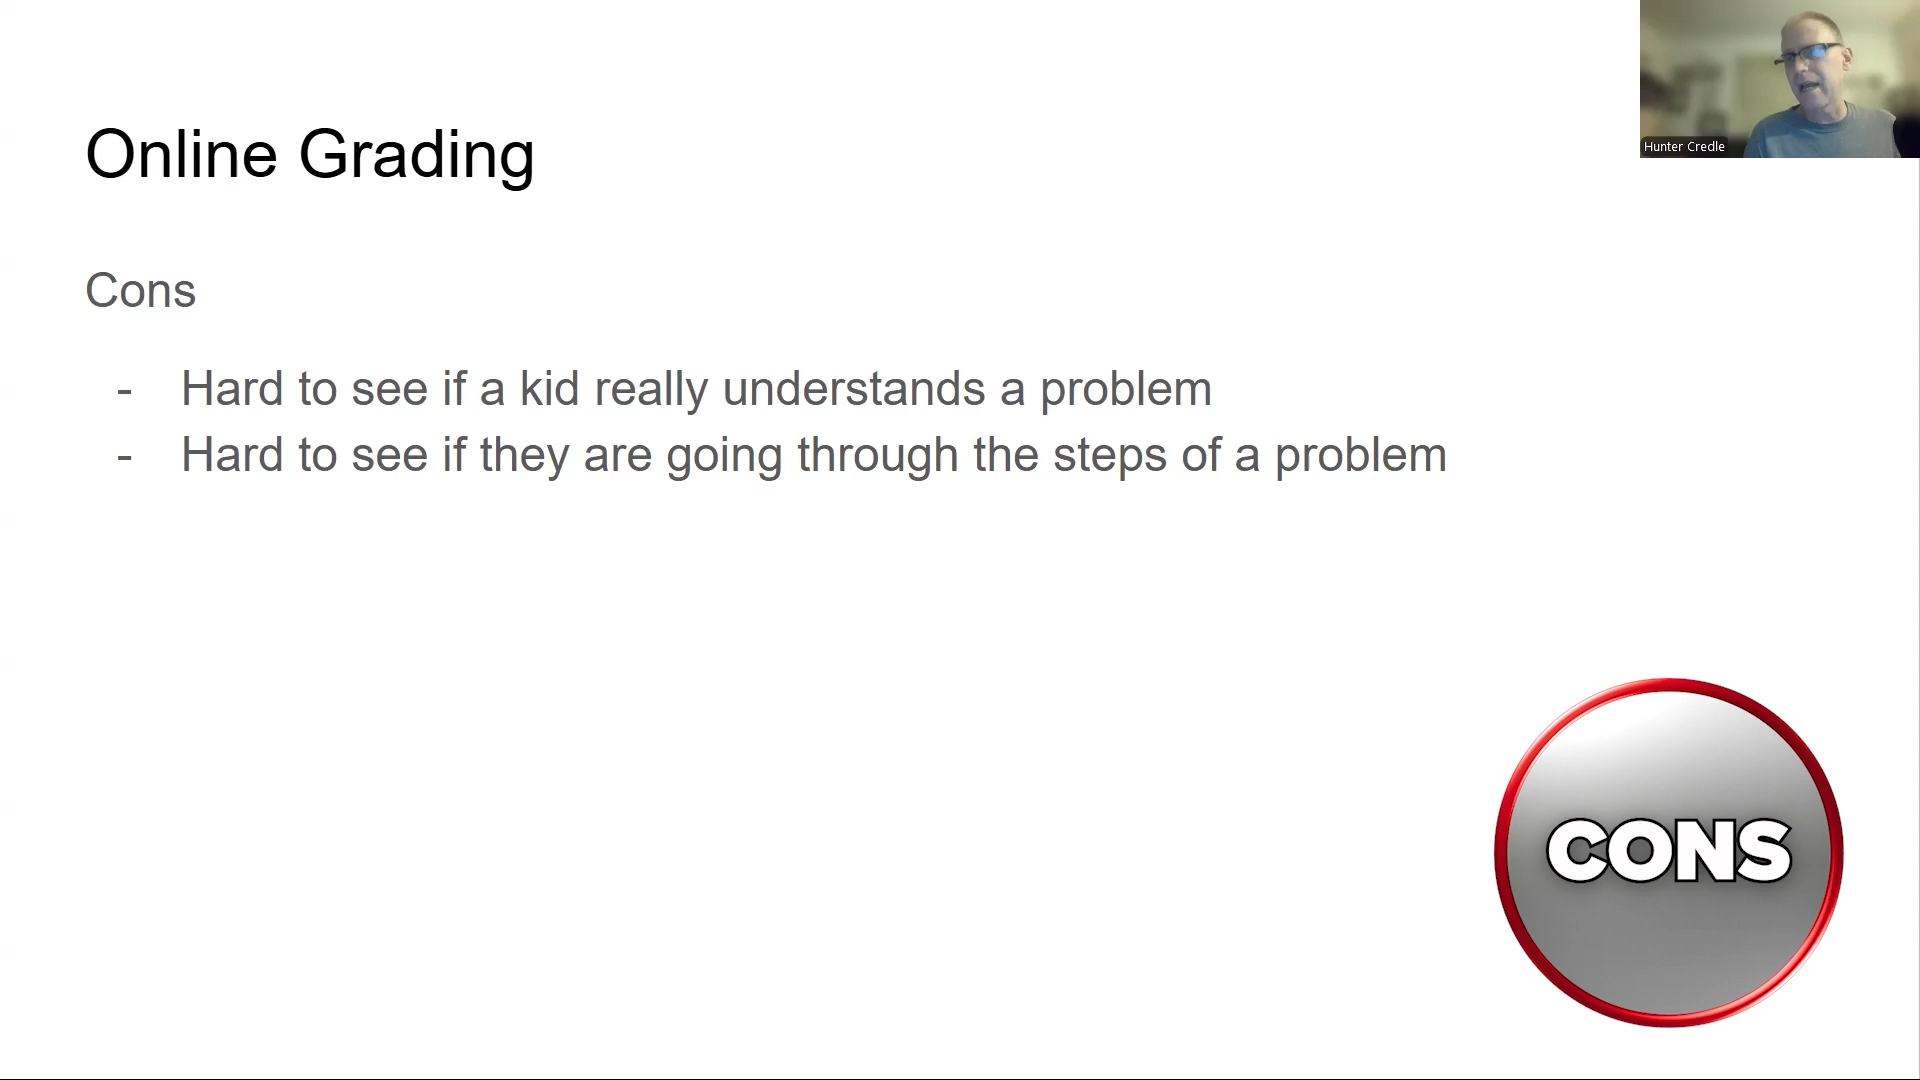 Hunter Credle
Online Grading
Cons
- Hard to see if a kid really understands a problem
- Hard to see if they are going through the steps of a problem
CONS